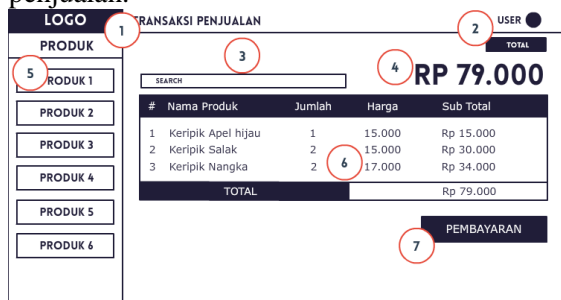 penjualan.
LOGO
1
TRANSAKSI PENJUALAN
2
USER
PRODUK
TOTAL
3
4
RP 79.000
5
PRODUK 1
SEARCH
# Nama Produk Jumlah Harga Sub Total
PRODUK 2
1 Keripik Apel hijau 1 15.000 Rp 15.000
PRODUK 3
2 Keripik Salak 2 15.000 Rp 30.000
3 Keripik Nangka 2 6 17.000 Rp 34.000
PRODUK 4
TOTAL Rp 79.000
PRODUK 5
PEMBAYARAN
PRODUK 6
7